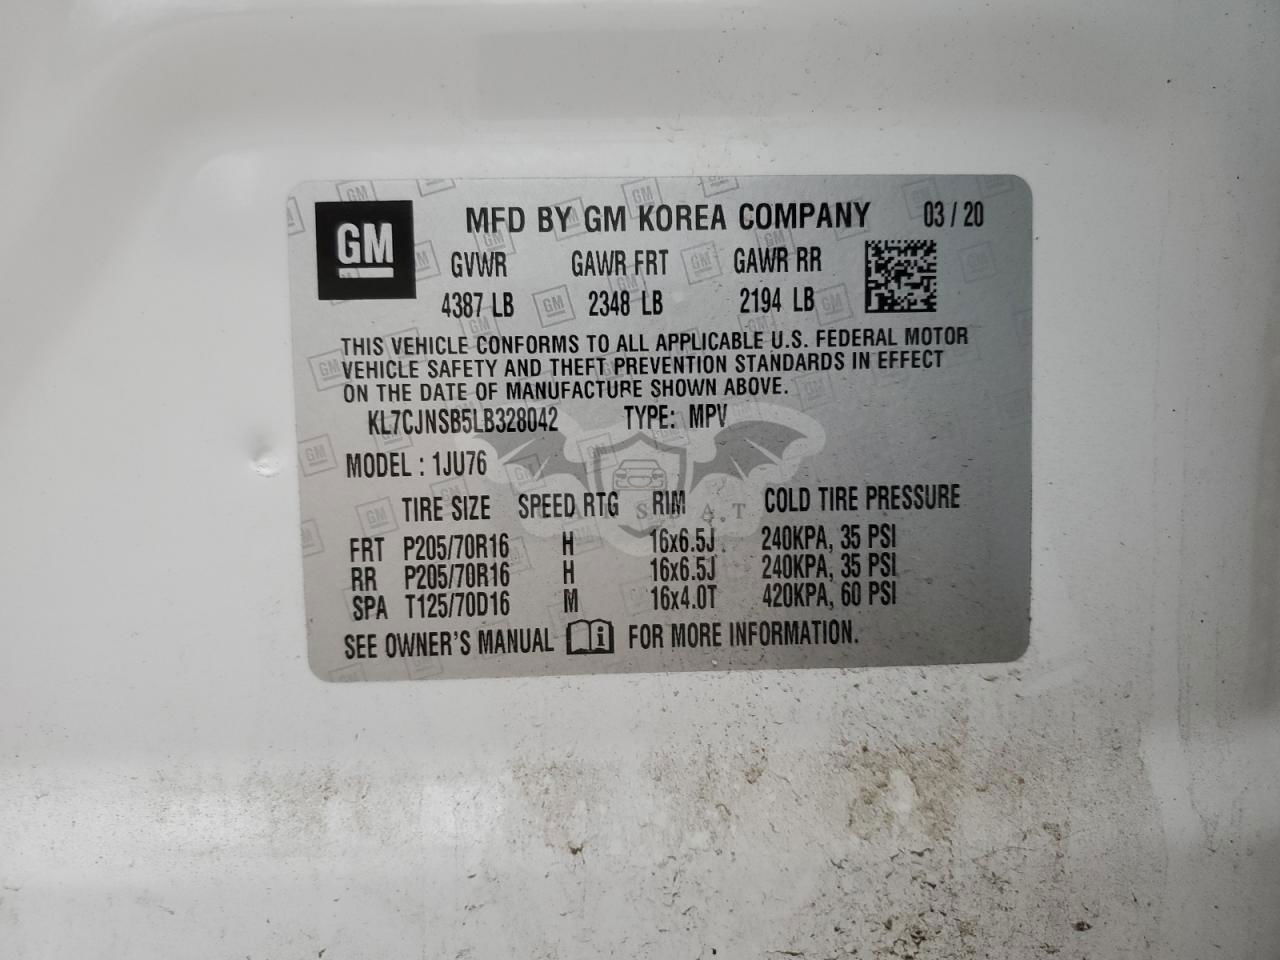 GM
MFD BY GM KOREA COMPANY 03 / 20
GVWR GAWR FRT GAWR RR
4387 LB 2348 LB 2194 LB
THIS VEHICLE CONFORMS TO ALL APPLICABLE U.S. FEDERAL MOTOR
VEHICLE SAFETY AND THEFT PREVENTION STANDARDS IN EFFECT
ON THE DATE OF MANUFACTURE SHOWN ABOVE.
KL7CJNSB5LB328042 TYPE: MPV
MODEL : 1JU76
TIRE SIZE SPEED RTG RIM COLD TIRE PRESSURE
FRT P205/70R16 H 16x6.5J 240KPA, 35 PSI
RR P205/70R16 H 16x6.5J 240KPA, 35 PSI
SPA T125/70D16 M 16x4.0T 420KPA, 60 PSI
SEE OWNER'S MANUAL FOR MORE INFORMATION.